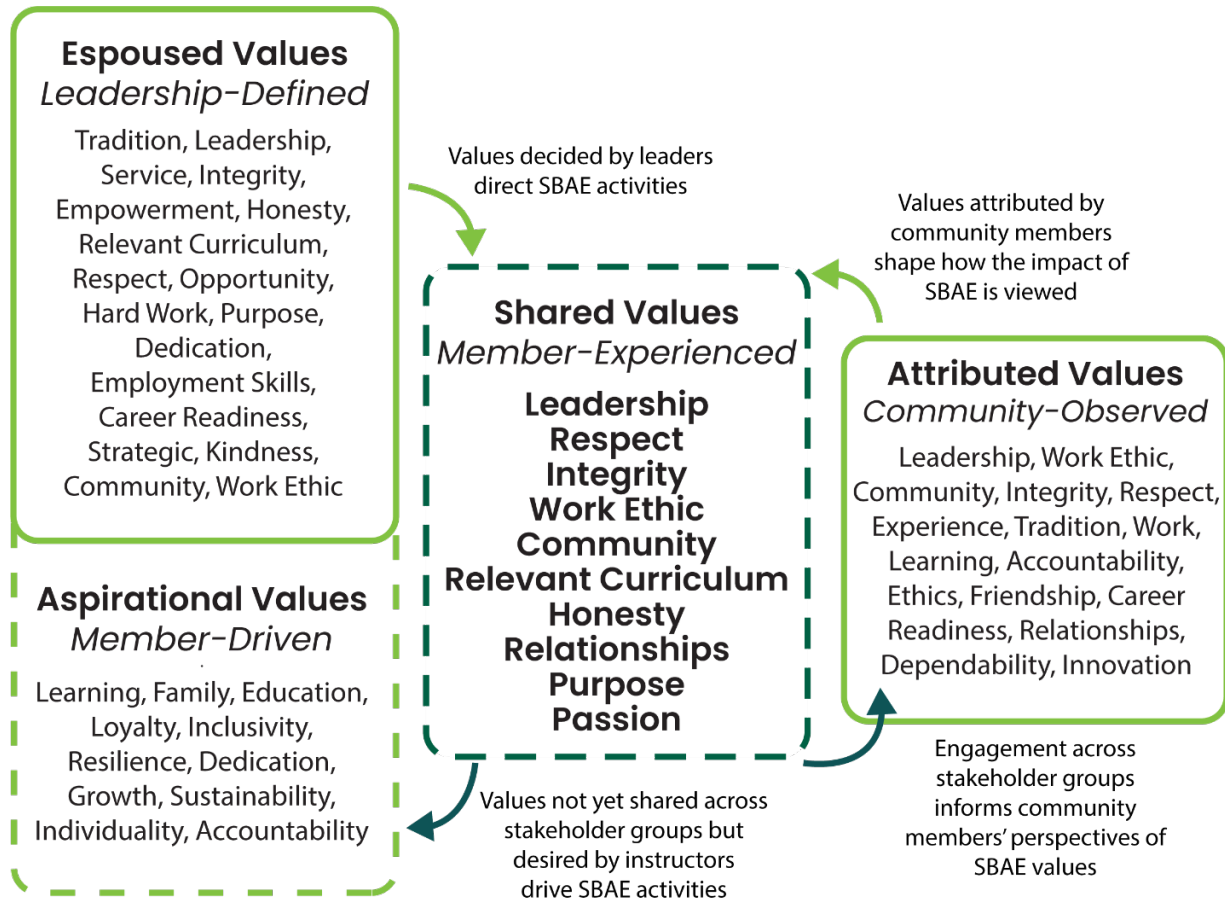 Espoused Values
Leadership-Defined
Tradition, Leadership,
Service, Integrity,
Empowerment, Honesty,
Relevant Curriculum,
Respect, Opportunity,
Hard Work, Purpose,
Dedication,
Employment Skills,
Career Readiness,
Strategic, Kindness,
Community, Work Ethic
Aspirational Values
Member-Driven
Learning, Family, Education,
Loyalty, Inclusivity,
Resilience, Dedication,
Growth, Sustainability,
Individuality, Accountability
Values decided by leaders
direct SBAE activities
Shared Values
Member-Experienced
Leadership
Respect
Integrity
Work Ethic
Community
Relevant Curriculum
Honesty
Relationships
Purpose
Passion
Values not yet shared across
stakeholder groups but
desired by instructors
drive SBAE activities
Values attributed by
community members
shape how the impact of
SBAE is viewed
Attributed Values
Community-Observed
Leadership, Work Ethic,
Community, Integrity, Respect,
Experience, Tradition, Work,
Learning, Accountability,
Ethics, Friendship, Career
Readiness, Relationships,
Dependability, Innovation
Engagement across
stakeholder groups
informs community
members’ perspectives of
SBAE values